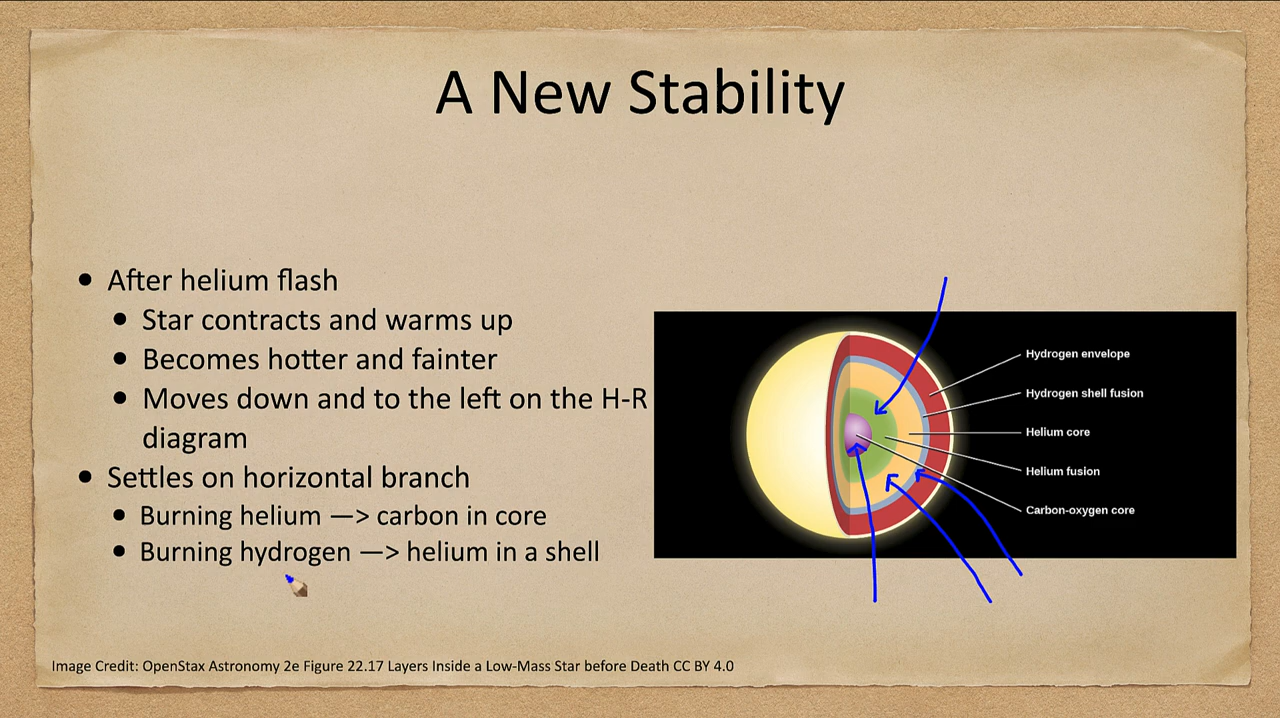 A New Stability
• After helium flash
• Star contracts and warms up
• Becomes hotter and fainter
• Moves down and to the left on the H-R
diagram
• Settles on horizontal branch
• Burning helium —> carbon in core
• Burning hydrogen —> helium in a shell
Hydrogen envelope
Hydrogen shell fusion
Helium core
Helium fusion
Carbon-oxygen core
Image Credit: OpenStax Astronomy 2e Figure 22.17 Layers Inside a Low-Mass Star before Death CC BY 4.0